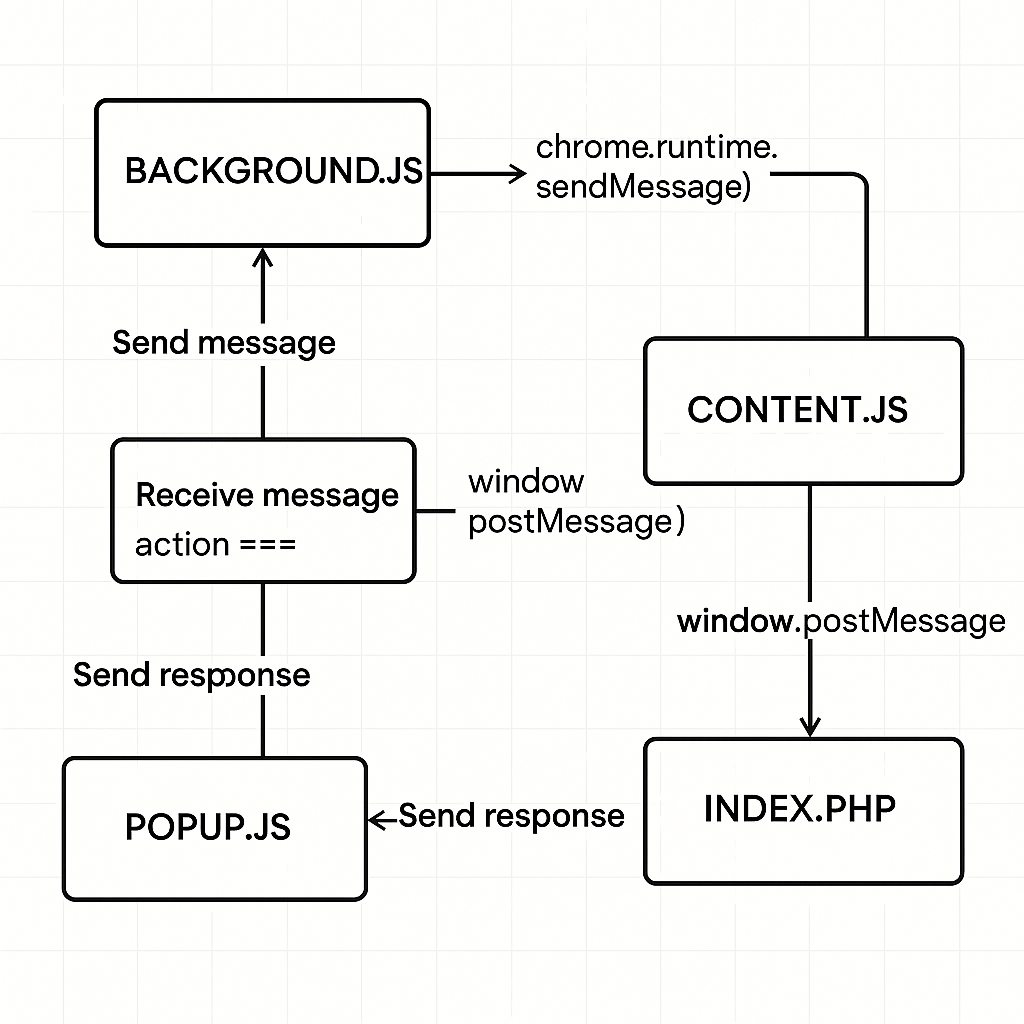 BACKGROUND.JS
chrome.runtime.
sendMessage)
Send message
CONTENT.JS
Receive message
action ===
window
postMessage)
window.postMessage
Send response
POPUP.JS
Send response
INDEX.PHP